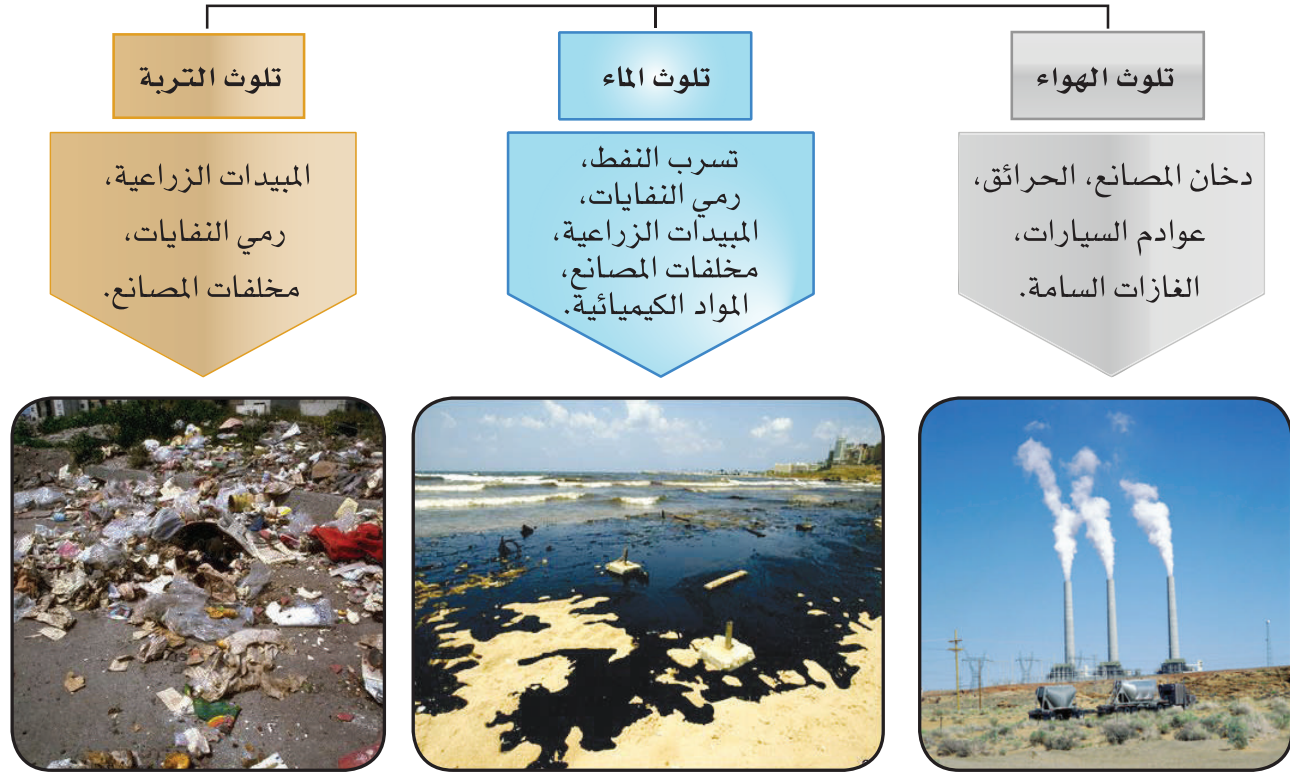 تلوث الهواء
دخان المصانع، الحرائق،
عوادم السيارات،
الغازات السامة.
تلوث الماء
تسرب النفط،
رمي النفايات،
المبيدات الزراعية،
مخلفات المصانع،
المواد الكيميائية.
تلوث التربة
المبيدات الزراعية،
رمي النفايات،
مخلفات المصانع.